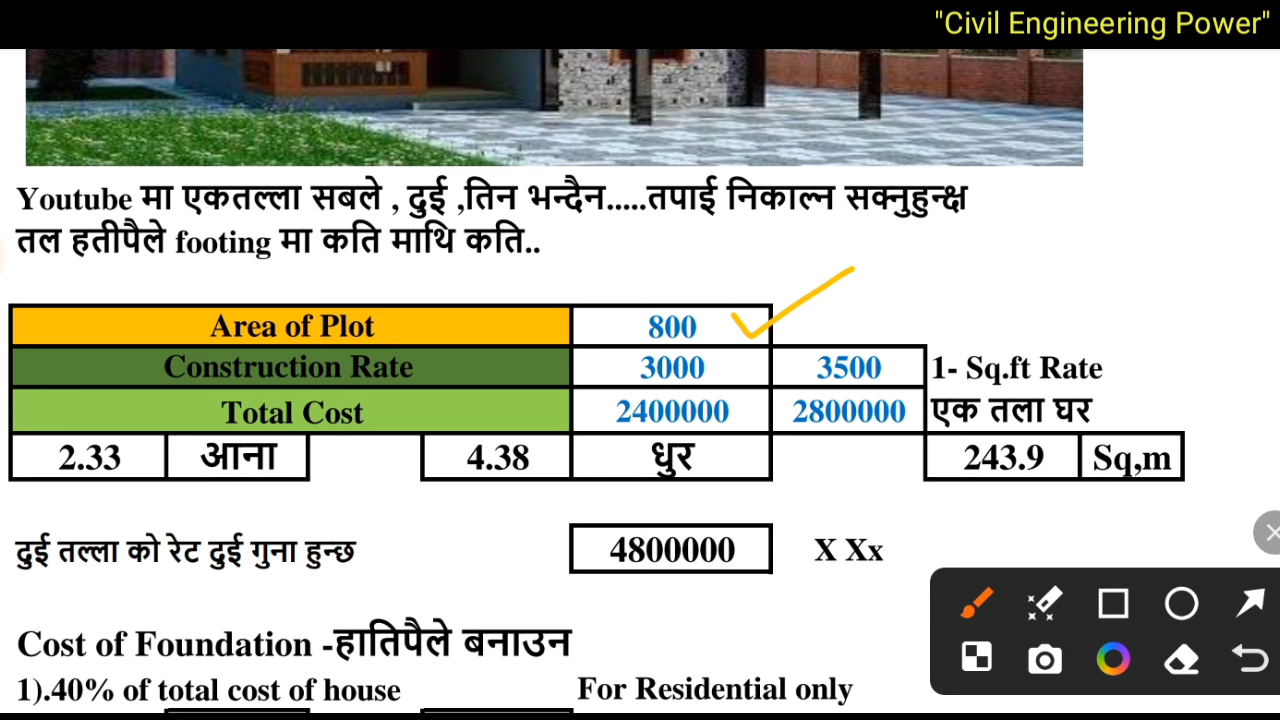 "Civil Engineering Power"
Youtube मा एकतल्ला सबले , दुई ,तिन भन्दैन.....तपाई निकाल्न सक्नुहुन्क्ष
तल हतीपैले footing मा कति माथि कति..
Area of Plot 800
Construction Rate 3000 3500 1- Sq.ft Rate
Total Cost 2400000 2800000 एक तला घर
2.33 आना 4.38 धुर 243.9 Sq,m
दुई तल्ला को रेट दुई गुना हुन्छ 4800000 X Xx
Cost of Foundation -हातिपैले बनाउन
1).40% of total cost of house For Residential only